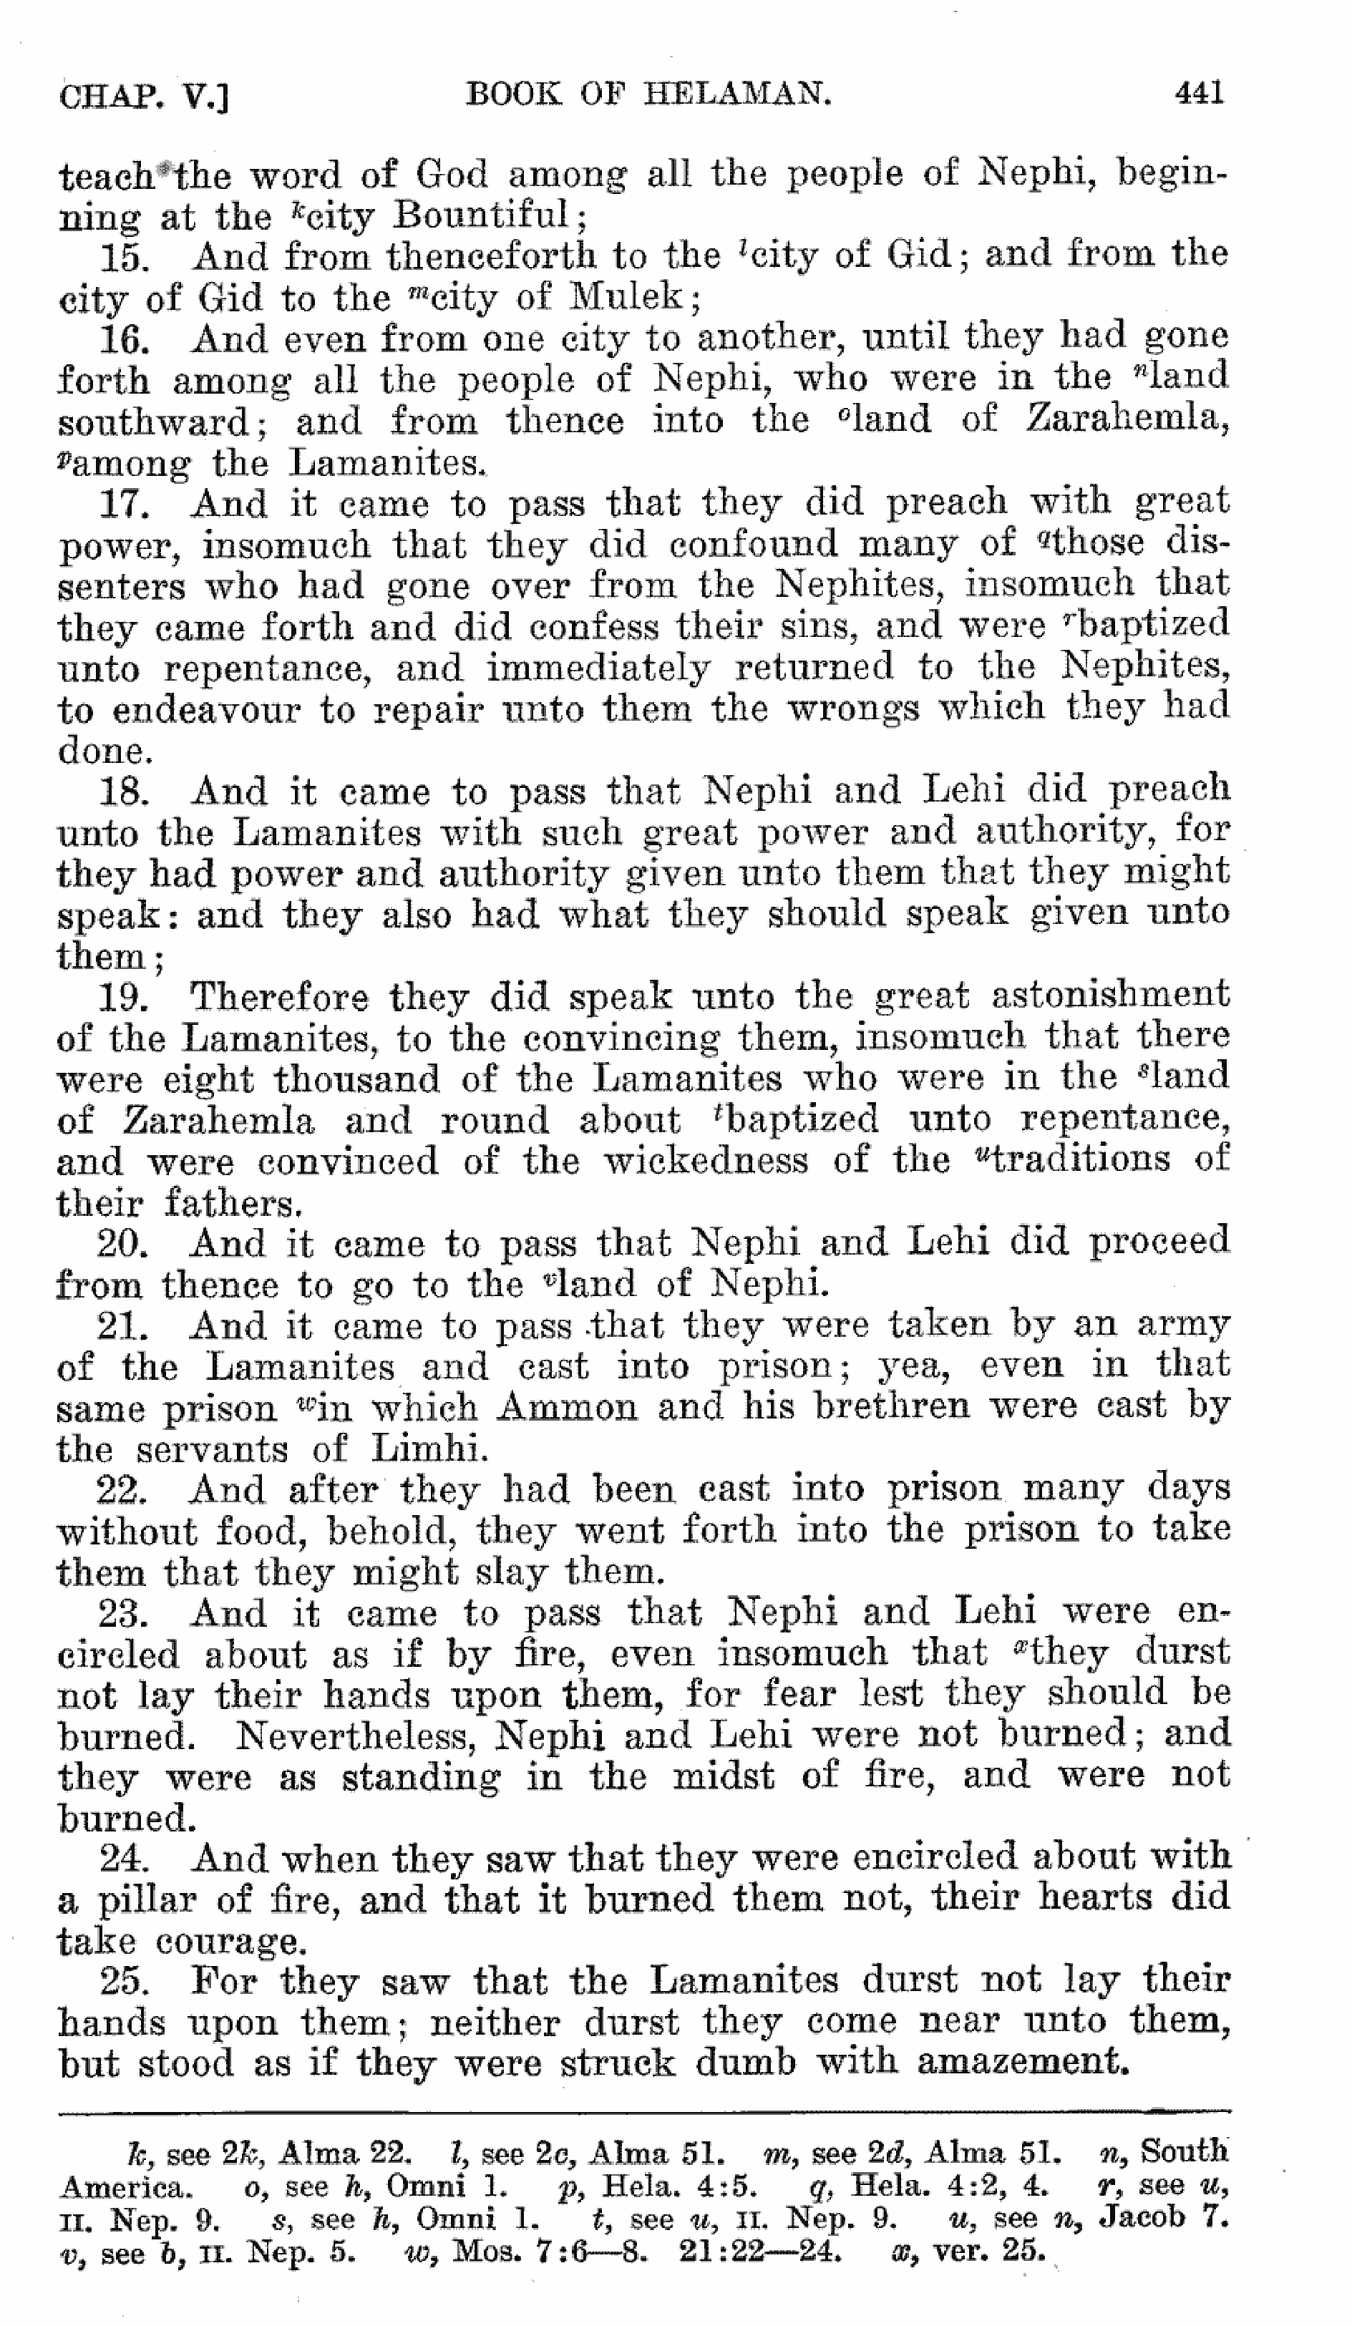 CHAP. V.] BOOK OF HELAMAN. 441
teach the word of God among all the people of Nephi, begin-
ning at the kcity Bountiful;
15. And from thenceforth to the lcity of Gid; and from the
city of Gid to the mcity of Mulek;
16. And even from one city to another, until they had gone
forth among all the people of Nephi, who were in the nland
southward; and from thence into the oland of Zarahemla,
pamong the Lamanites.
17. And it came to pass that they did preach with great
power, insomuch that they did confound many of qthose dis-
senters who had gone over from the Nephites, insomuch that
they came forth and did confess their sins, and were rbaptized
unto repentance, and immediately returned to the Nephites,
to endeavour to repair unto them the wrongs which they had
done.
18. And it came to pass that Nephi and Lehi did preach
unto the Lamanites with such great power and authority, for
they had power and authority given unto them that they might
speak: and they also had what they should speak given unto
them;
19. Therefore they did speak unto the great astonishment
of the Lamanites, to the convincing them, insomuch that there
were eight thousand of the Lamanites who were in the sland
of Zarahemla and round about tbaptized unto repentance,
and were convinced of the wickedness of the utraditions of
their fathers.
20. And it came to pass that Nephi and Lehi did proceed
from thence to go to the vland of Nephi.
21. And it came to pass that they were taken by an army
of the Lamanites and cast into prison; yea, even in that
same prison win which Ammon and his brethren were cast by
the servants of Limhi.
22. And after they had been cast into prison many days
without food, behold, they went forth into the prison to take
them that they might slay them.
23. And it came to pass that Nephi and Lehi were en-
circled about as if by fire, even insomuch that xthey durst
not lay their hands upon them, for fear lest they should be
burned. Nevertheless, Nephi and Lehi were not burned; and
they were as standing in the midst of fire, and were not
burned.
24. And when they saw that they were encircled about with
a pillar of fire, and that it burned them not, their hearts did
take courage.
25. For they saw that the Lamanites durst not lay their
hands upon them; neither durst they come near unto them,
but stood as if they were struck dumb with amazement.
k, see 2k, Alma 22. l, see 2c, Alma 51. m, see 2d, Alma 51. n, South
America. o, see h, Omni 1. p, Hela. 4:5. q, Hela. 4:2, 4. r, see u,
II. Nep. 9. s, see h, Omni 1. t, see u, II. Nep. 9. u, see n, Jacob 7.
v, see b, II. Nep. 5. w, Mos. 7:6—8. 21:22—24. x, ver. 25.